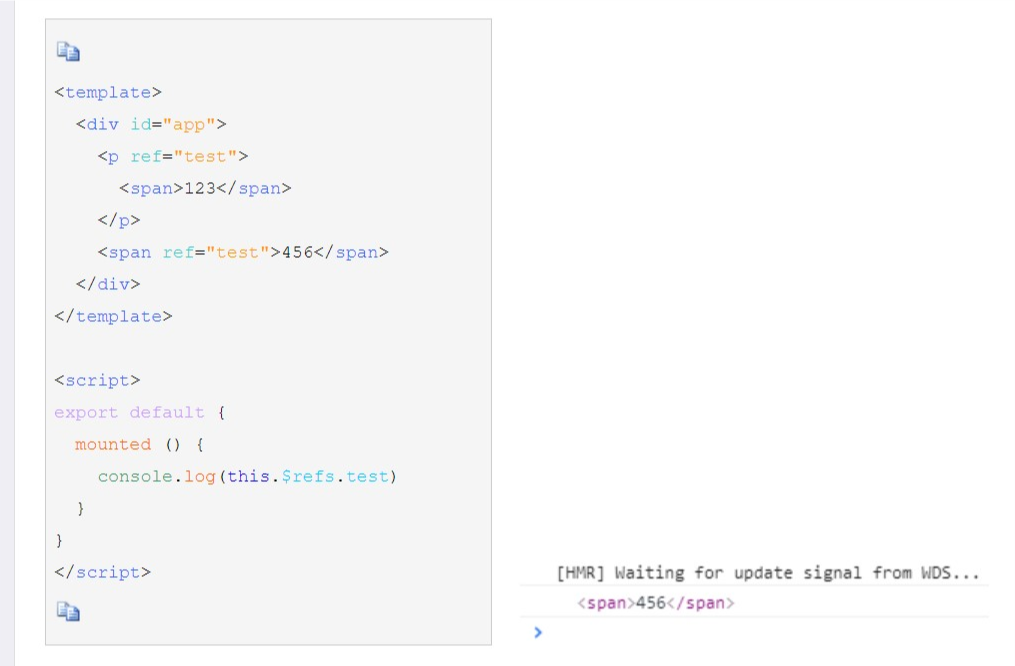 <template>
  <div id="app">
    <p ref="test">
      <span>123</span>
    </p>
    <span ref="test">456</span>
  </div>
</template>

<script>
export default {
  mounted () {
    console.log(this.$refs.test)
  }
}
</script>
[HMR] Waiting for update signal from WDS...
<span>456</span>